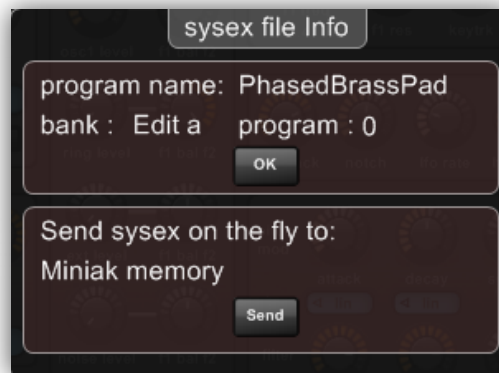 sysex file Info
program name: PhasedBrassPad
bank : Edit a program : 0
OK
Send sysex on the fly to:
Miniak memory
Send